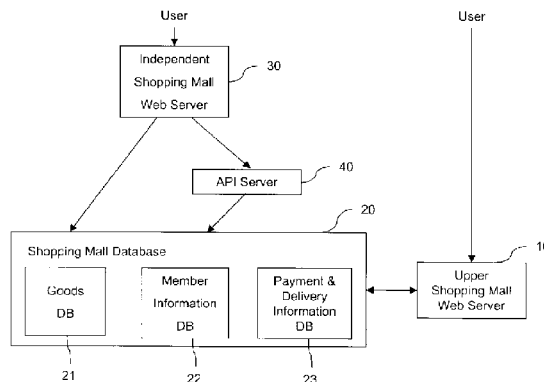 User
User
Independent
Shopping Mall
Web Server
30
API Server
40
20
Shopping Mall Database
Goods
DB
Member
Information
DB
Payment &
Delivery
Information
DB
10
Upper
Shopping Mall
Web Server
21
22
23